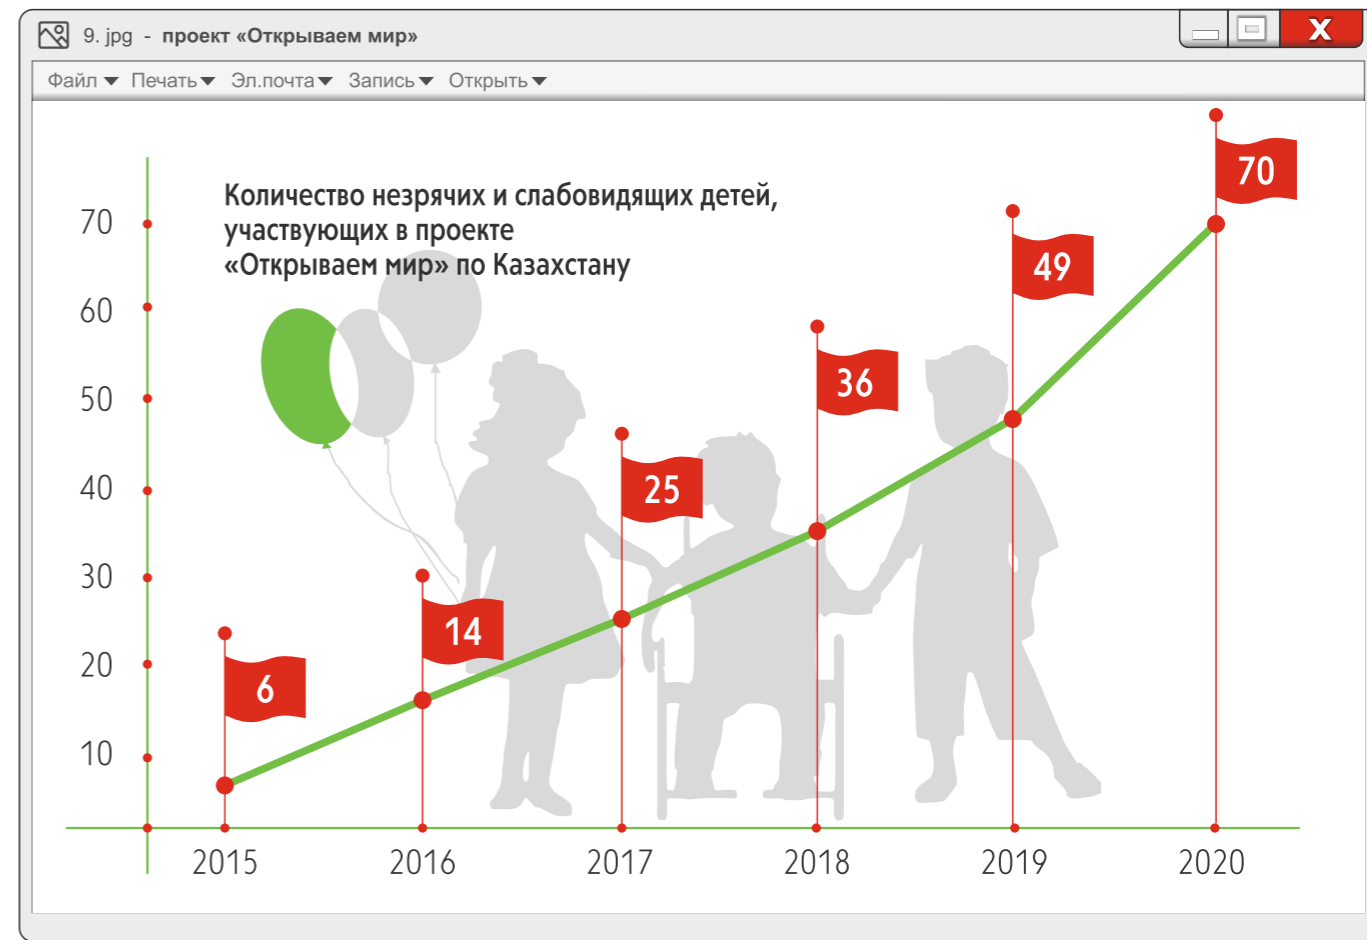 9. jpg - проект «Открываем мир»
X
Файл Печать Эл.почта Запись Открыть
Количество незрячих и слабовидящих детей,
участвующих в проекте
«Открываем мир» по Казахстану
70
60
50
40
30
20
10
6
14
25
36
49
70
2015 2016 2017 2018 2019 2020